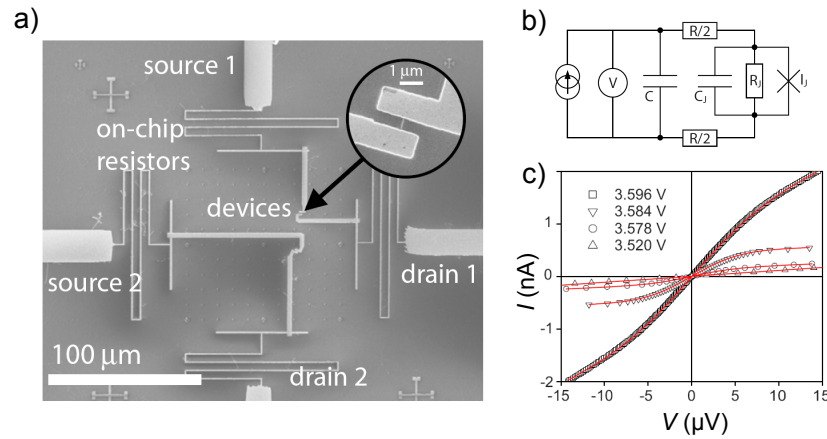 a)
source 1
1 µm
on-chip
resistors
devices
source 2
drain 1
100 µm
drain 2
b)
R/2
V
C
C_J
R_J
I_J
R/2
c)
3.596 V
3.584 V
3.578 V
3.520 V
I (nA)
1
0
-1
-2
-15 -10 -5 0 5 10 15
V (µV)